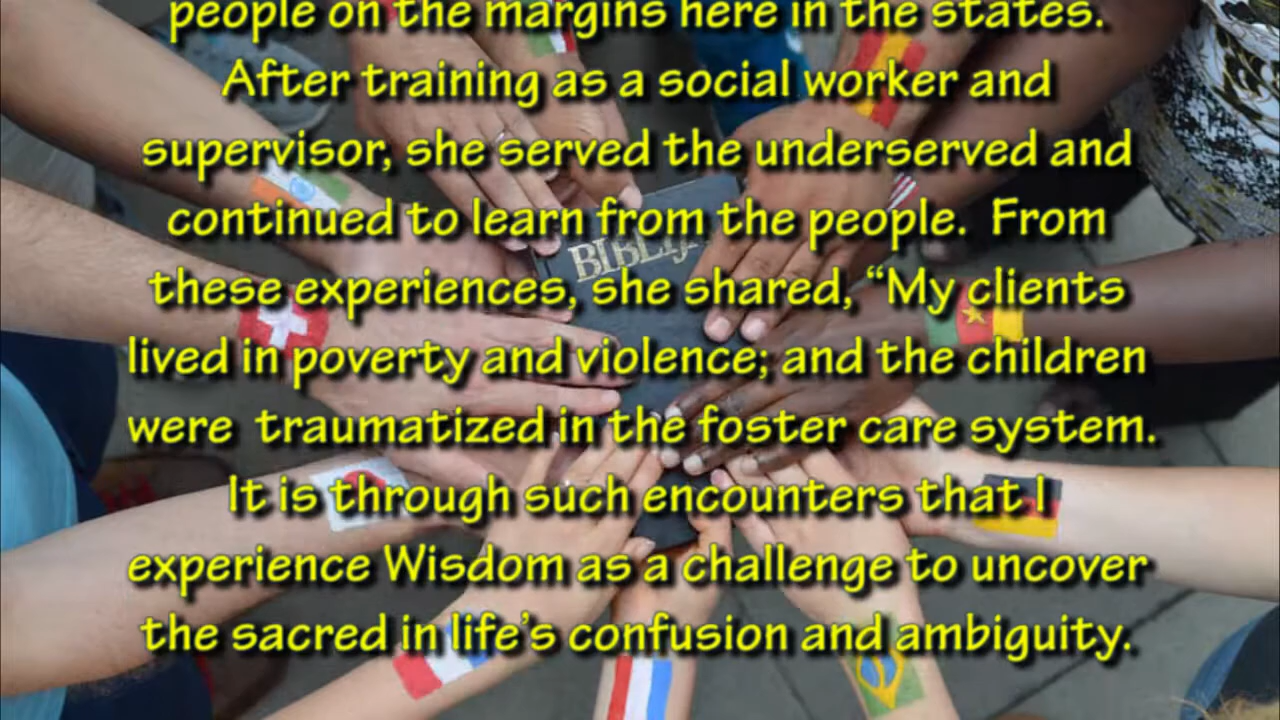 people on the margins here in the states.
After training as a social worker and
supervisor, she served the underserved and
continued to learn from the people. From
these experiences, she shared, “My clients
lived in poverty and violence; and the children
were traumatized in the foster care system.
It is through such encounters that I
experience Wisdom as a challenge to uncover
the sacred in life’s confusion and ambiguity.